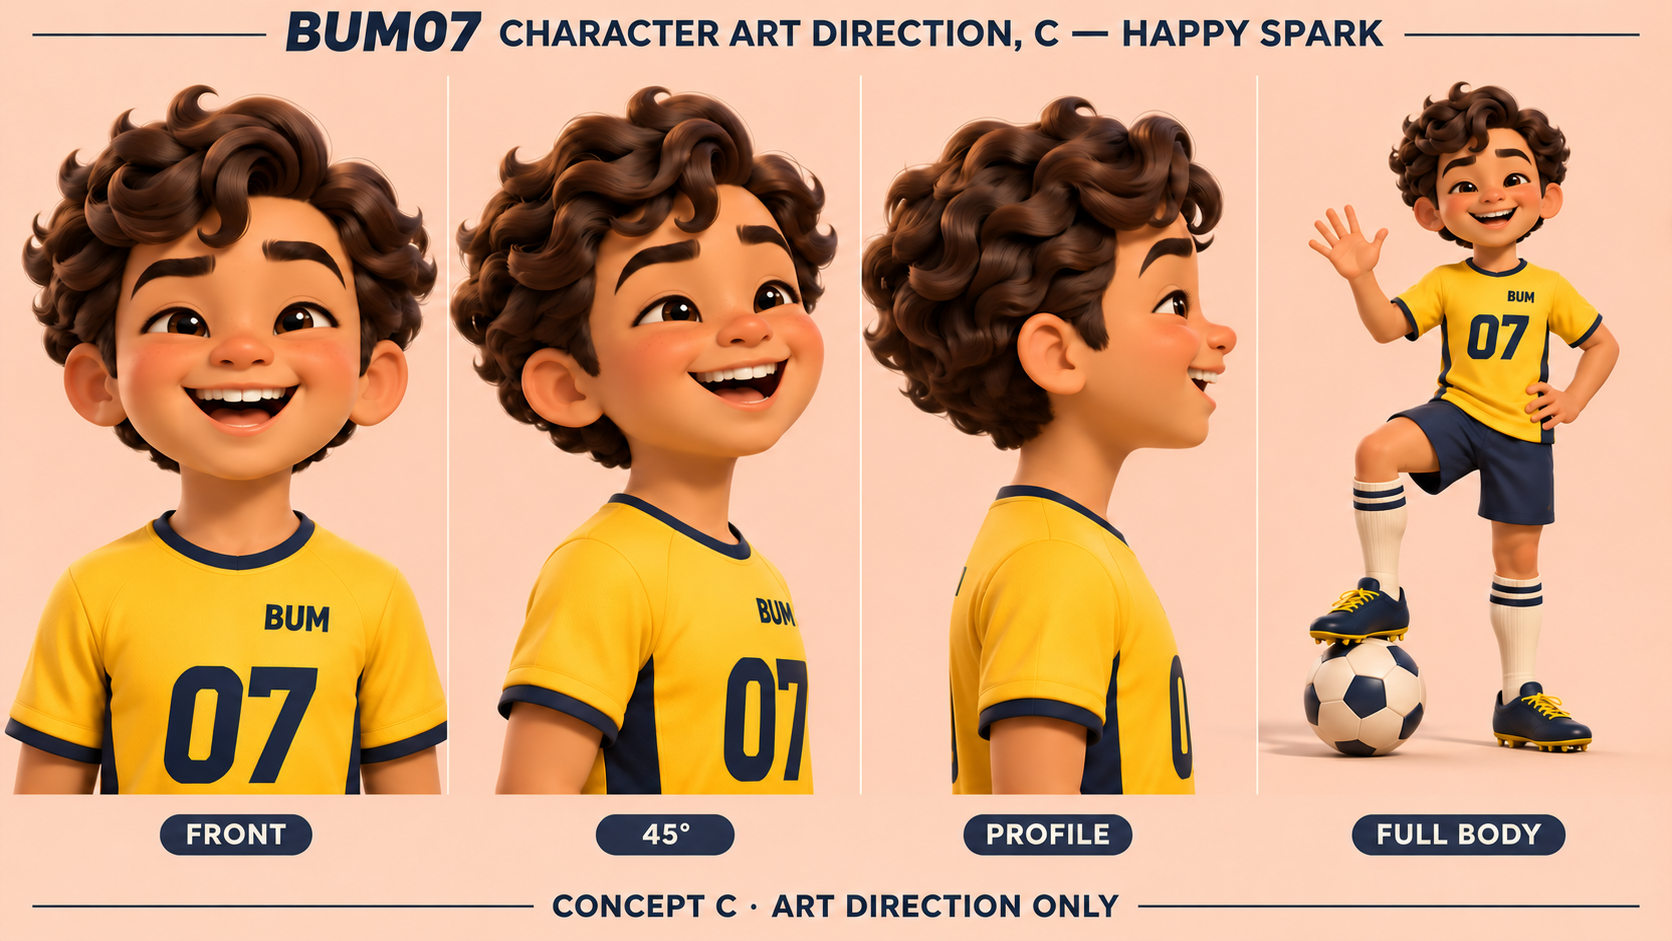 BUM07 CHARACTER ART DIRECTION, C — HAPPY SPARK
BUM
07
BUM
07
0
BUM
07
FRONT
45°
PROFILE
FULL BODY
CONCEPT C · ART DIRECTION ONLY